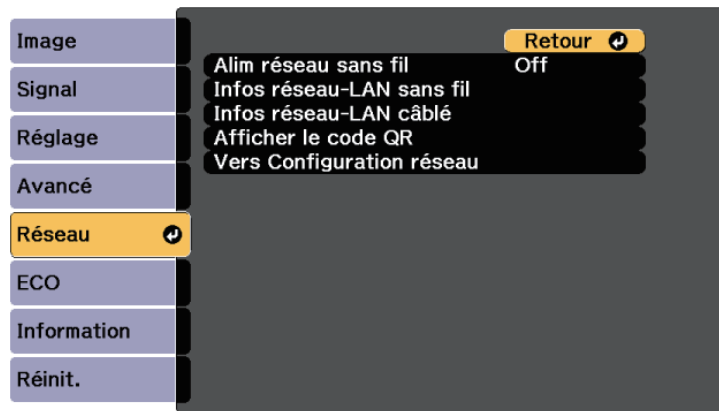 Image
Signal
Réglage
Avancé
Réseau
ECO
Information
Réinit.
Retour
Alim réseau sans fil Off
Infos réseau-LAN sans fil
Infos réseau-LAN câblé
Afficher le code QR
Vers Configuration réseau